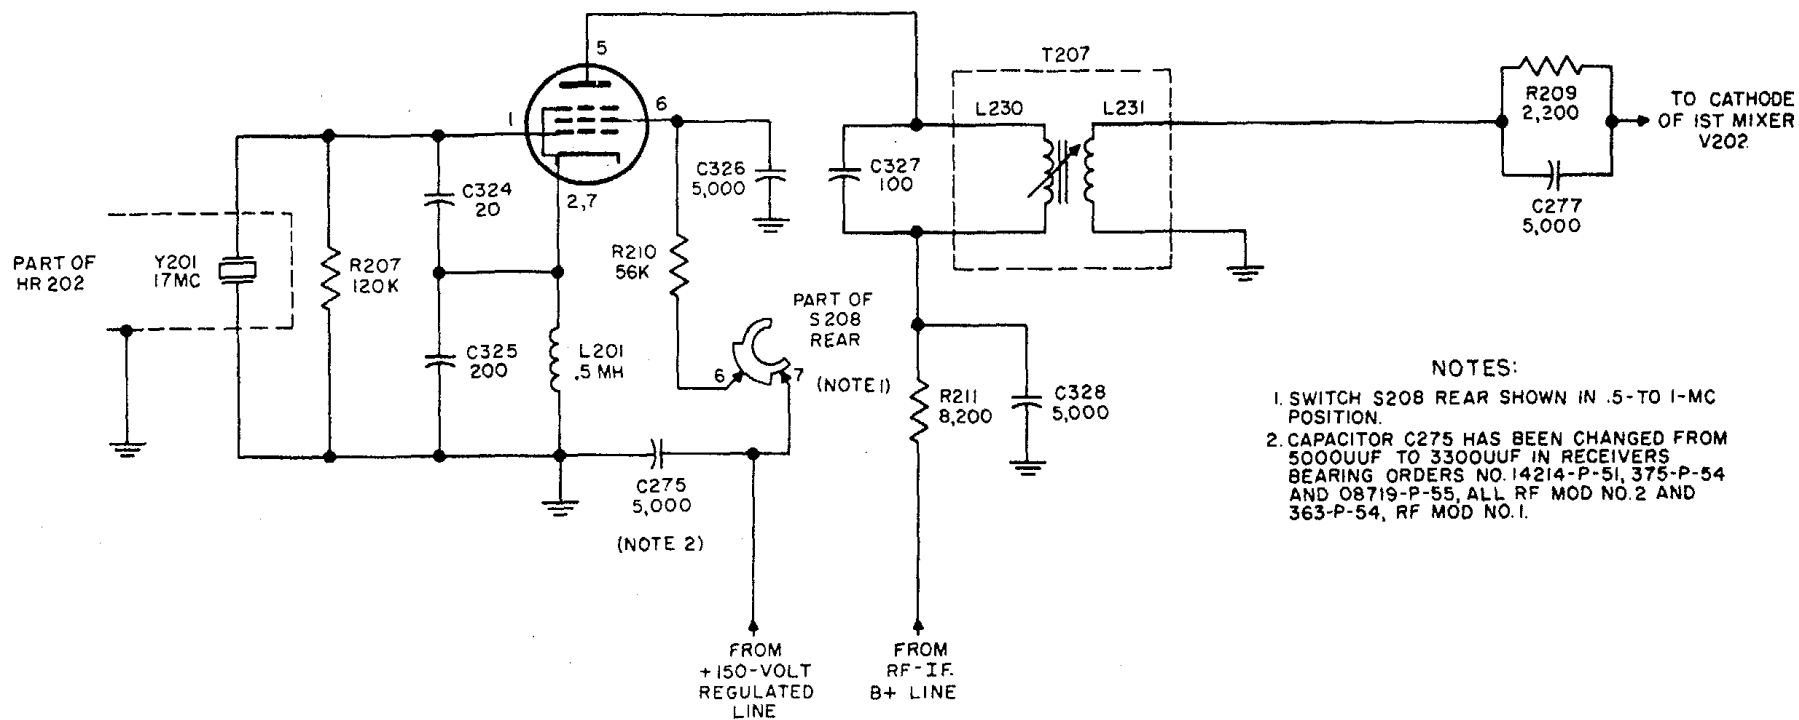 5
1
6
2,7
T207
L230
L231
R209
2,200
TO CATHODE
OF 1ST MIXER
V202
C277
5,000
C324
20
C326
5,000
C327
100
PART OF
HR 202
Y201
17MC
R207
120K
R210
56K
C325
200
L201
.5 MH
PART OF
S208
REAR
(NOTE 1)
6
7
R211
8,200
C328
5,000
C275
5,000
(NOTE 2)
FROM
+150-VOLT
REGULATED
LINE
FROM
RF-IF.
B+ LINE
NOTES:
1. SWITCH S208 REAR SHOWN IN .5-TO 1-MC
POSITION.
2. CAPACITOR C275 HAS BEEN CHANGED FROM
5000UUF TO 3300UUF IN RECEIVERS
BEARING ORDERS NO. 14214-P-51, 375-P-54
AND 08719-P-55, ALL RF MOD NO. 2 AND
363-P-54, RF MOD NO. 1.